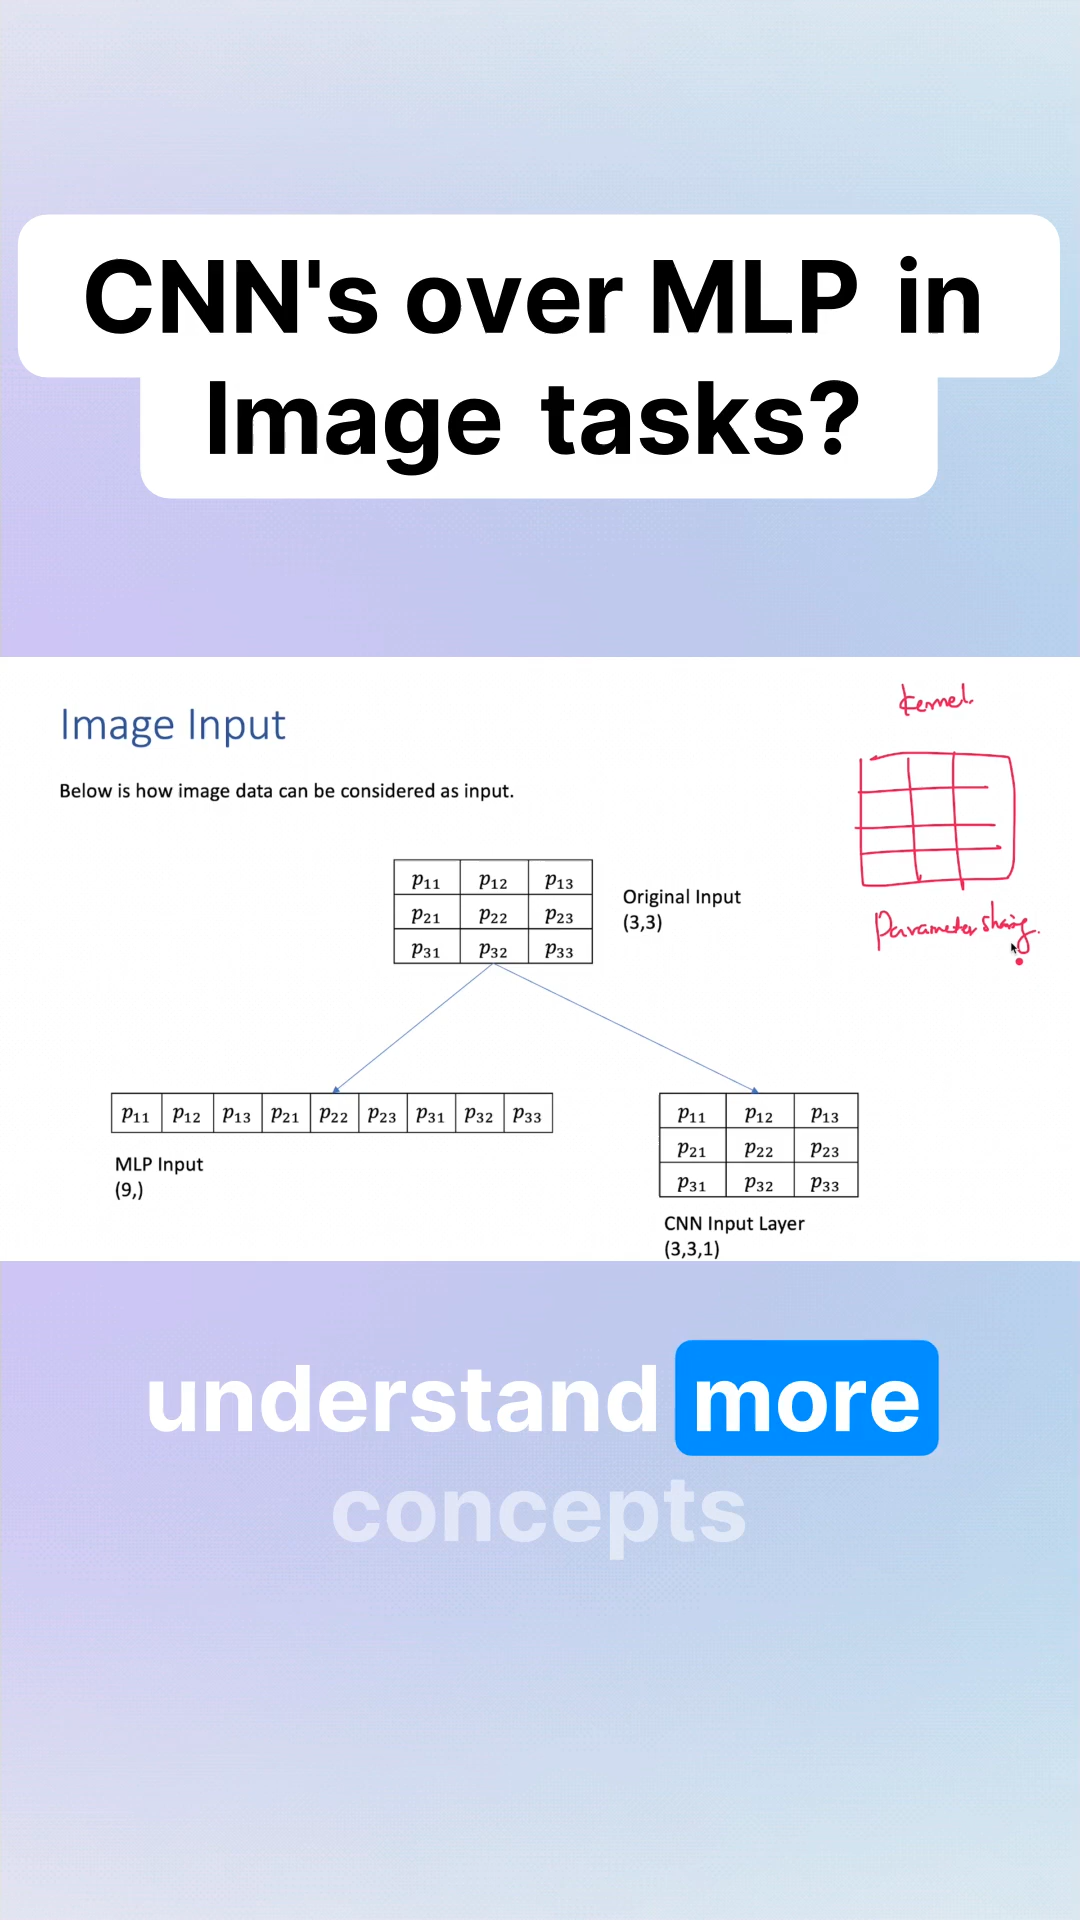 CNN's over MLP in
Image tasks?
Kernel.
Image Input
Below is how image data can be considered as input.
p11 p12 p13
p21 p22 p23
p31 p32 p33
Original Input
(3,3)
Parameter sharing.
p11 p12 p13 p21 p22 p23 p31 p32 p33
MLP Input
(9,)
p11 p12 p13
p21 p22 p23
p31 p32 p33
CNN Input Layer
(3,3,1)
understand more
concepts